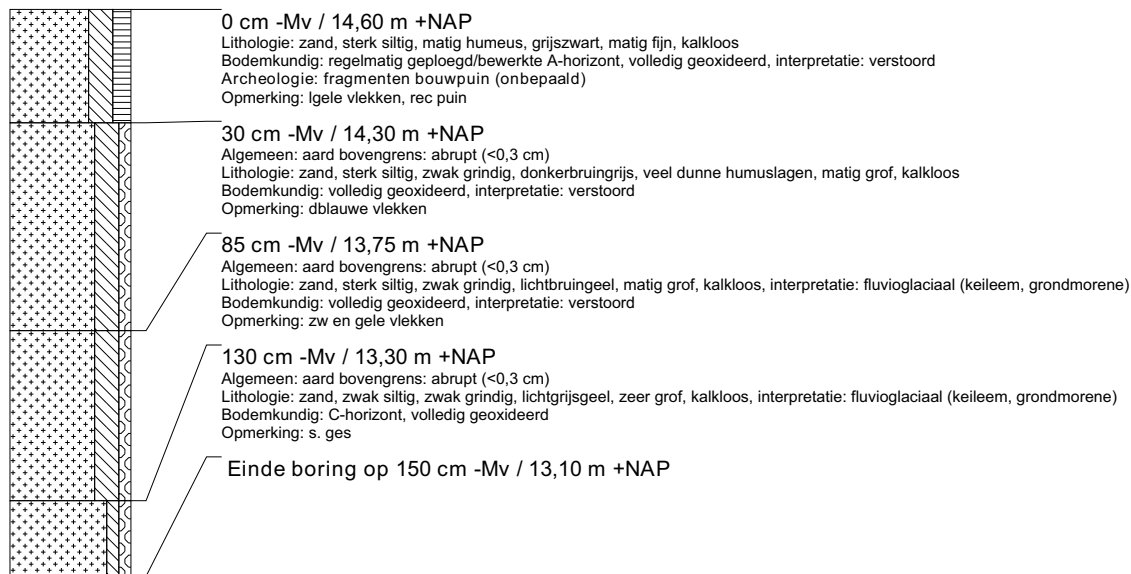 0 cm -Mv / 14,60 m +NAP
Lithologie: zand, sterk siltig, matig humeus, grijszwart, matig fijn, kalkloos
Bodemkundig: regelmatig geploegd/bewerkte A-horizont, volledig geoxideerd, interpretatie: verstoord
Archeologie: fragmenten bouwpuin (onbepaald)
Opmerking: lgele vlekken, rec puin
30 cm -Mv / 14,30 m +NAP
Algemeen: aard bovengrens: abrupt (<0,3 cm)
Lithologie: zand, sterk siltig, zwak grindig, donkerbruingrijs, veel dunne humuslagen, matig grof, kalkloos
Bodemkundig: volledig geoxideerd, interpretatie: verstoord
Opmerking: dblauwe vlekken
85 cm -Mv / 13,75 m +NAP
Algemeen: aard bovengrens: abrupt (<0,3 cm)
Lithologie: zand, sterk siltig, zwak grindig, lichtbruingeel, matig grof, kalkloos, interpretatie: fluvioglaciaal (keileem, grondmorene)
Bodemkundig: volledig geoxideerd, interpretatie: verstoord
Opmerking: zw en gele vlekken
130 cm -Mv / 13,30 m +NAP
Algemeen: aard bovengrens: abrupt (<0,3 cm)
Lithologie: zand, zwak siltig, zwak grindig, lichtgrijsgeel, zeer grof, kalkloos, interpretatie: fluvioglaciaal (keileem, grondmorene)
Bodemkundig: C-horizont, volledig geoxideerd
Opmerking: s. ges
Einde boring op 150 cm -Mv / 13,10 m +NAP